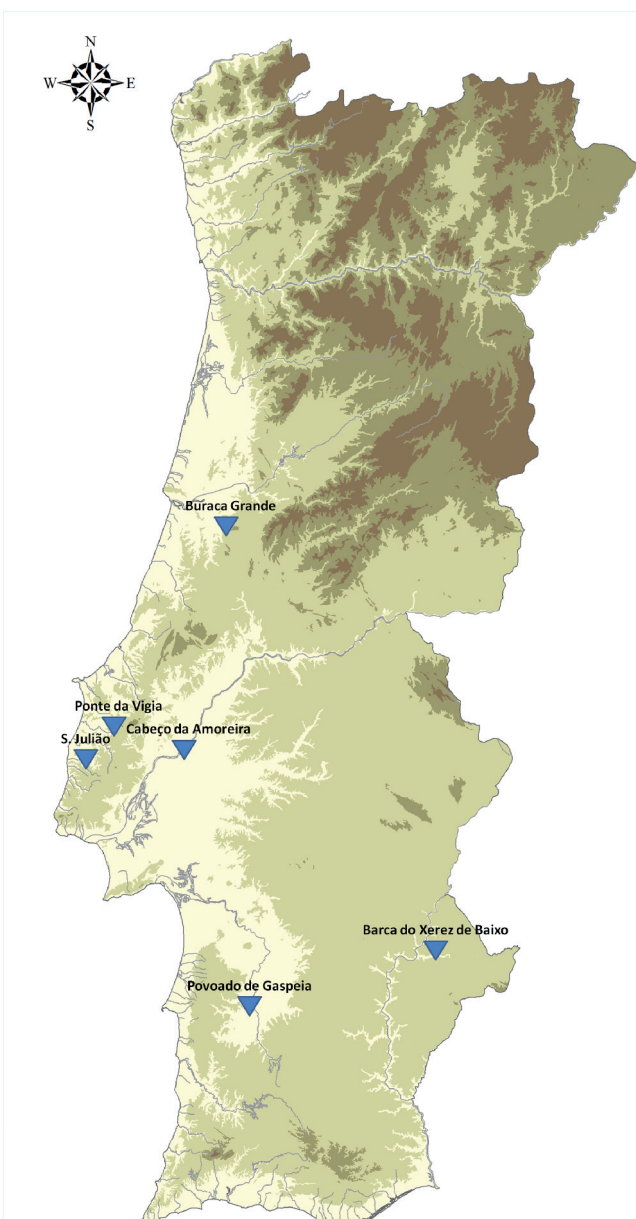 N
W E
S
Buraca Grande
Ponte da Vigia
Cabeço da Amoreira
S. Julião
Barca do Xerez de Baixo
Povoado de Gaspeia